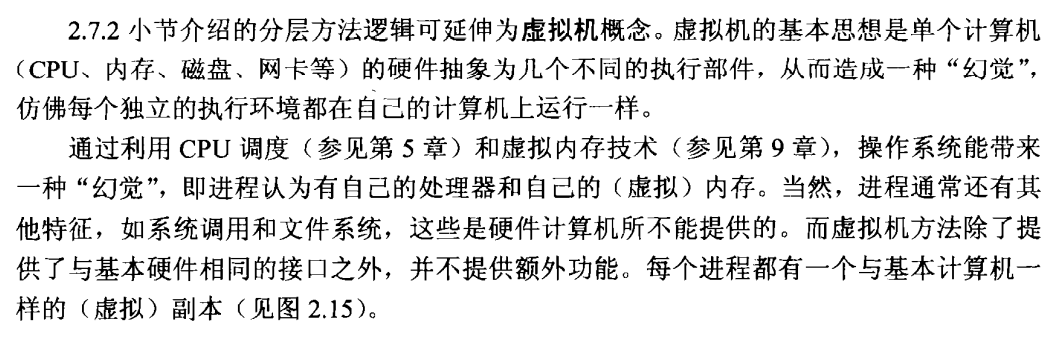 2.7.2 小节介绍的分层方法逻辑可延伸为虚拟机概念。虚拟机的基本思想是单个计算机
（CPU、内存、磁盘、网卡等）的硬件抽象为几个不同的执行部件，从而造成一种“幻觉”，
仿佛每个独立的执行环境都在自己的计算机上运行一样。
通过利用 CPU 调度（参见第 5 章）和虚拟内存技术（参见第 9 章），操作系统能带来
一种“幻觉”，即进程认为有自己的处理器和自己的（虚拟）内存。当然，进程通常还有其
他特征，如系统调用和文件系统，这些是硬件计算机所不能提供的。而虚拟机方法除了提
供了与基本硬件相同的接口之外，并不提供额外功能。每个进程都有一个与基本计算机一
样的（虚拟）副本（见图 2.15）。